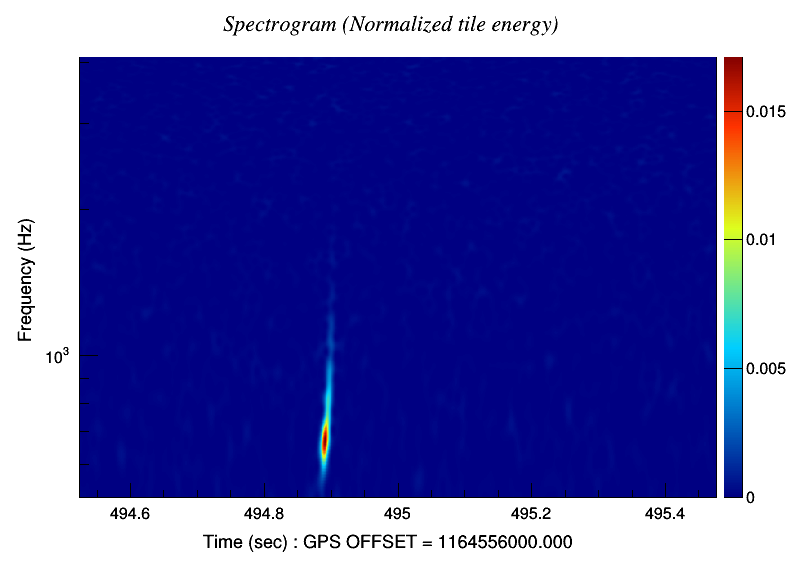 Spectrogram (Normalized tile energy)
0.015
0.01
0.005
0
Frequency (Hz)
10³
494.6 494.8 495 495.2 495.4
Time (sec) : GPS OFFSET = 1164556000.000